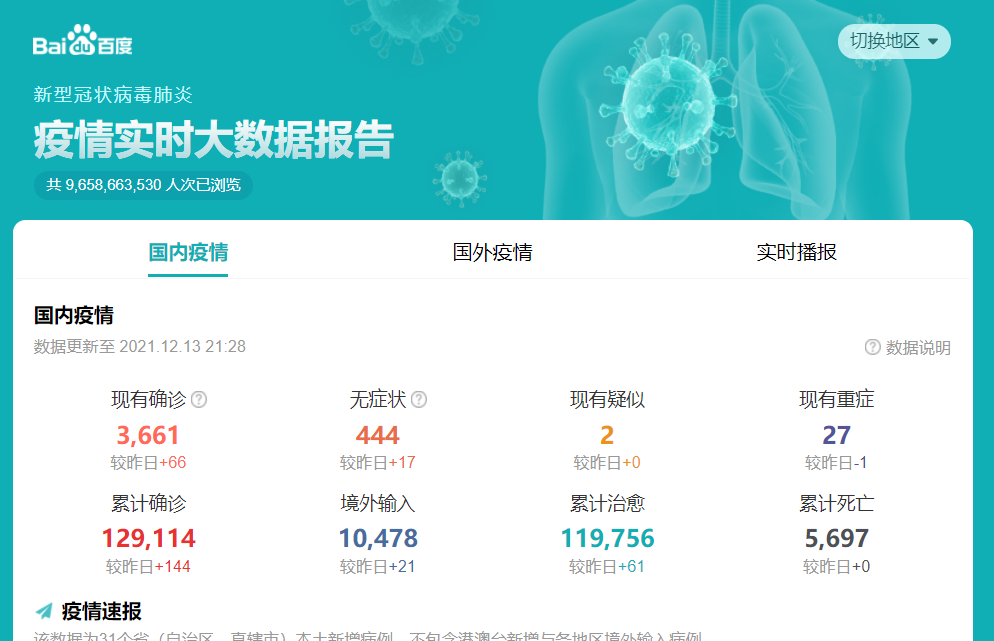 Bai du 百度
切换地区
新型冠状病毒肺炎
疫情实时大数据报告
共 9,658,663,530 人次已浏览
国内疫情 国外疫情 实时播报
国内疫情
数据更新至 2021.12.13 21:28 ? 数据说明
现有确诊 ? 无症状 ? 现有疑似 现有重症
3,661 444 2 27
较昨日+66 较昨日+17 较昨日+0 较昨日-1
累计确诊 境外输入 累计治愈 累计死亡
129,114 10,478 119,756 5,697
较昨日+144 较昨日+21 较昨日+61 较昨日+0
疫情速报
该数据为31个省（自治区、直辖市）本土新增病例，不包含港澳台新增与各地区境外输入病例